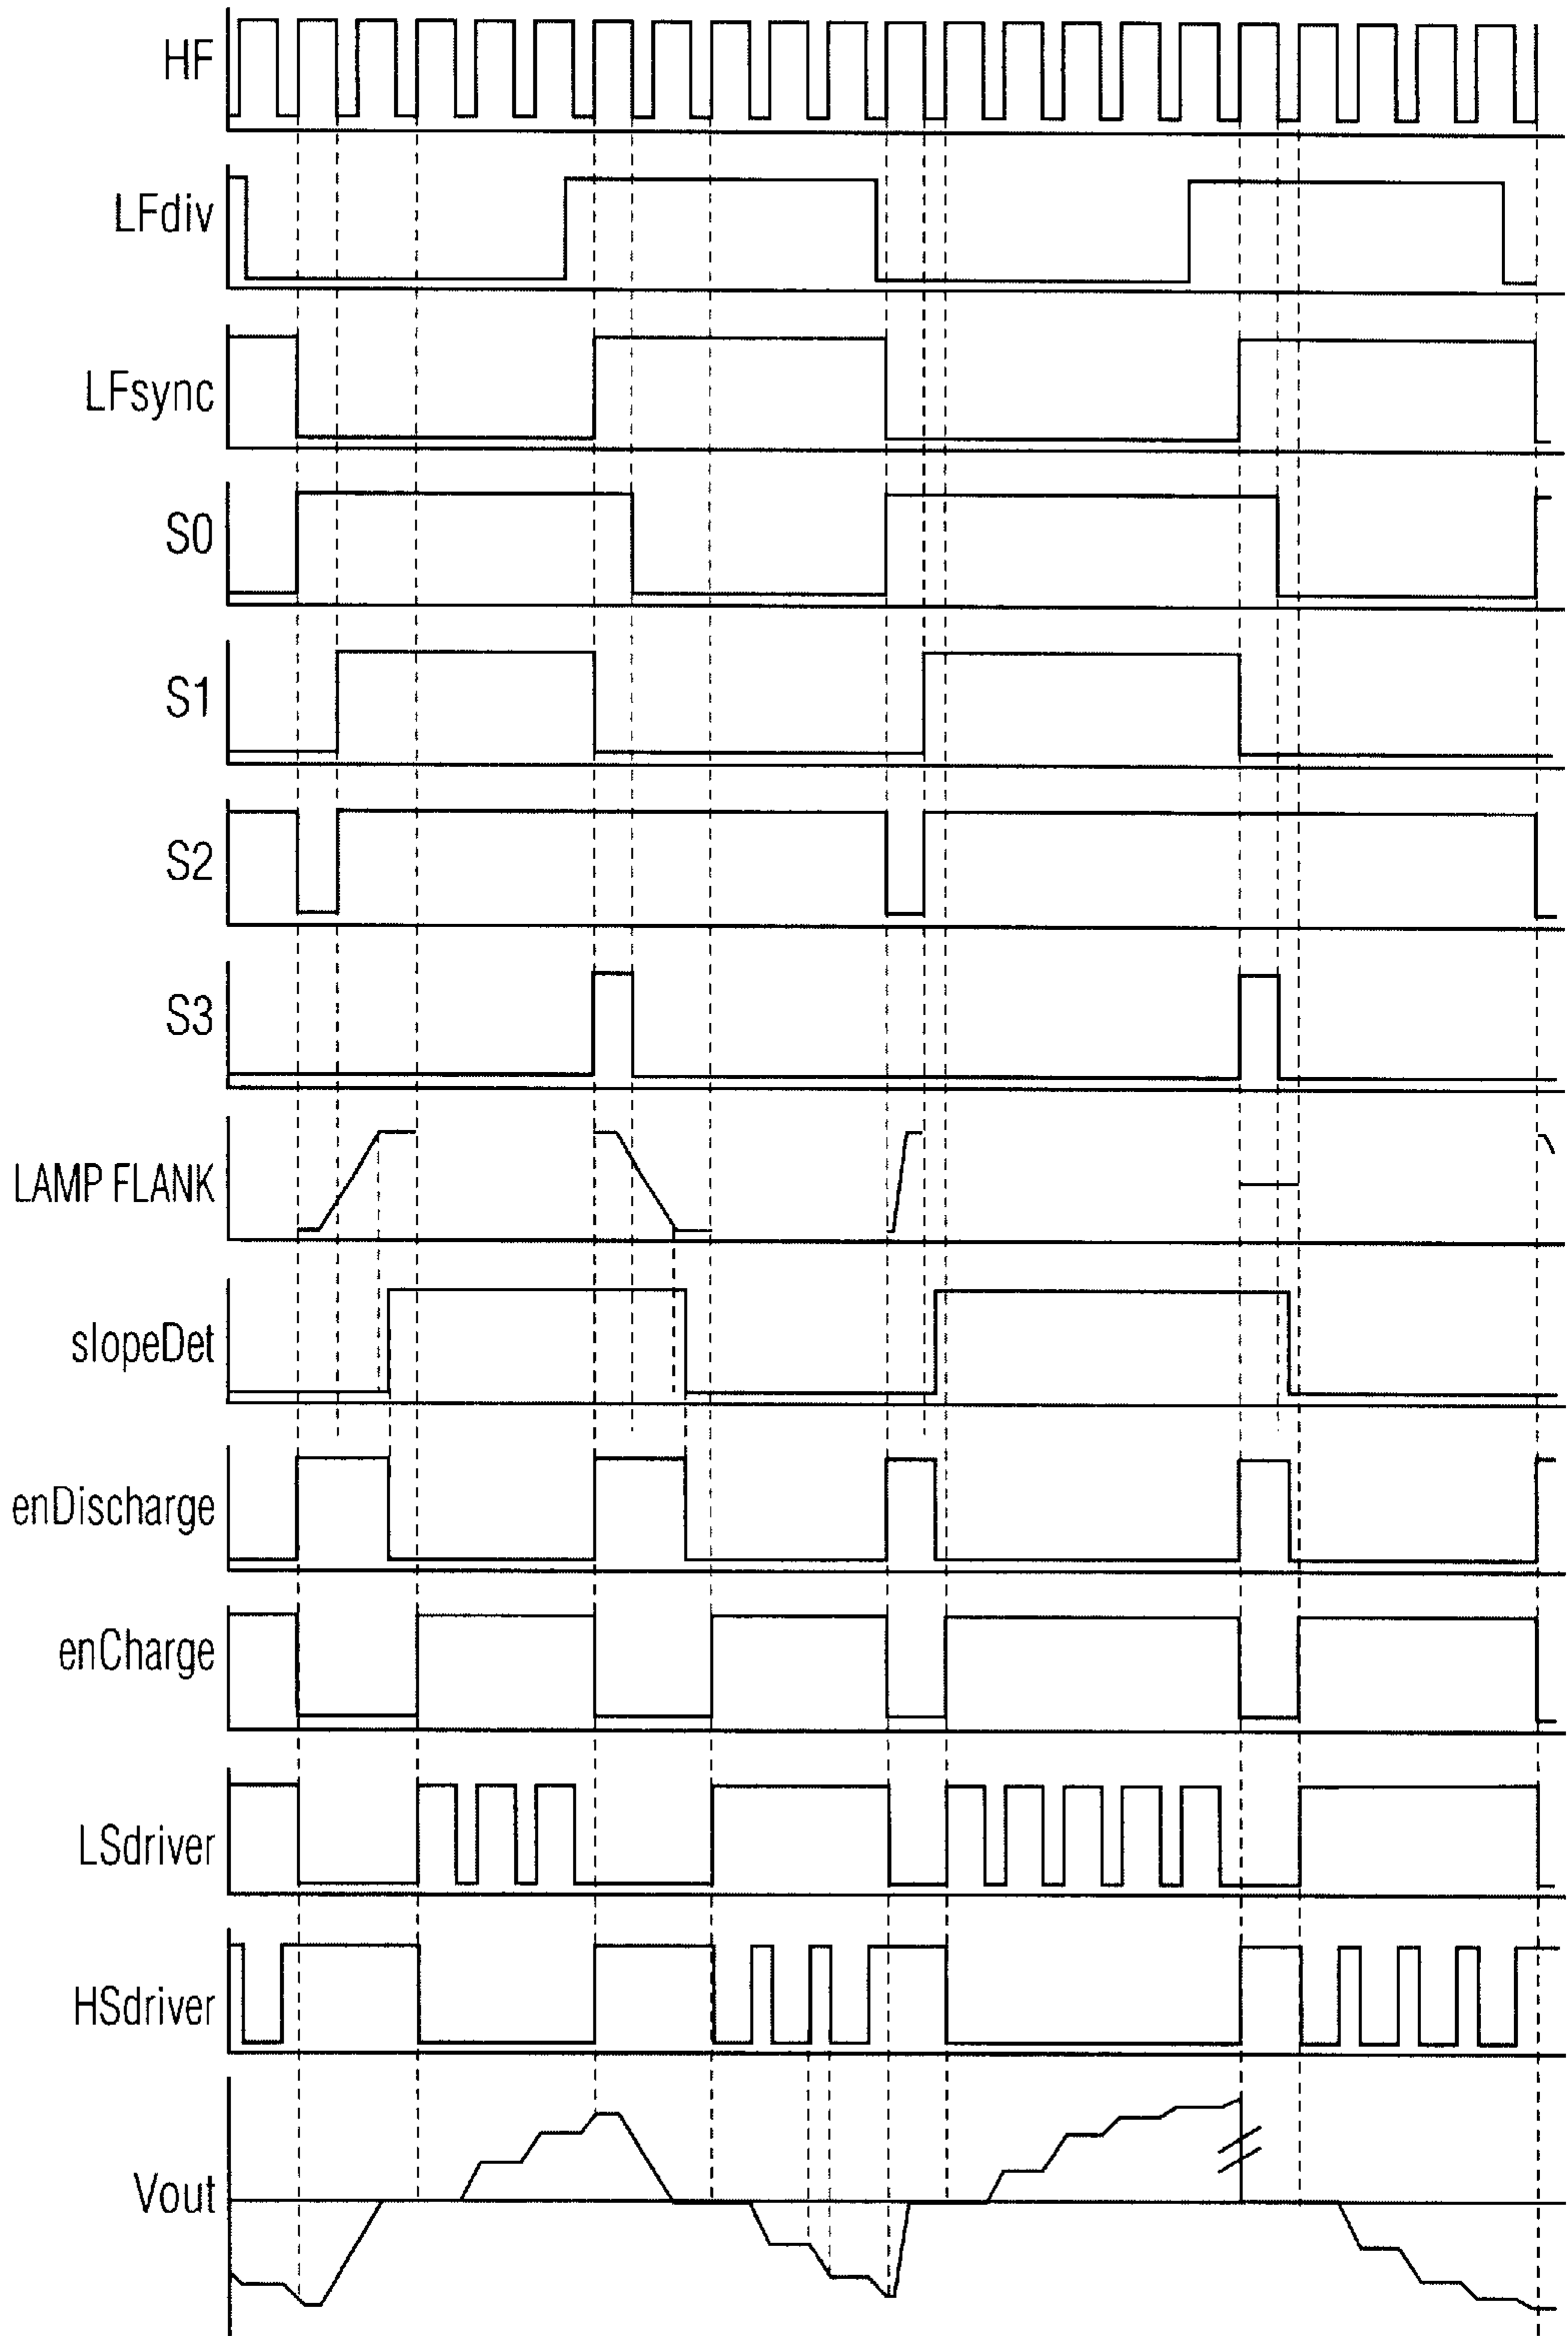 HF
LFdiv
LFsync
S0
S1
S2
S3
LAMP FLANK
slopeDet
enDischarge
enCharge
LSdriver
HSdriver
Vout